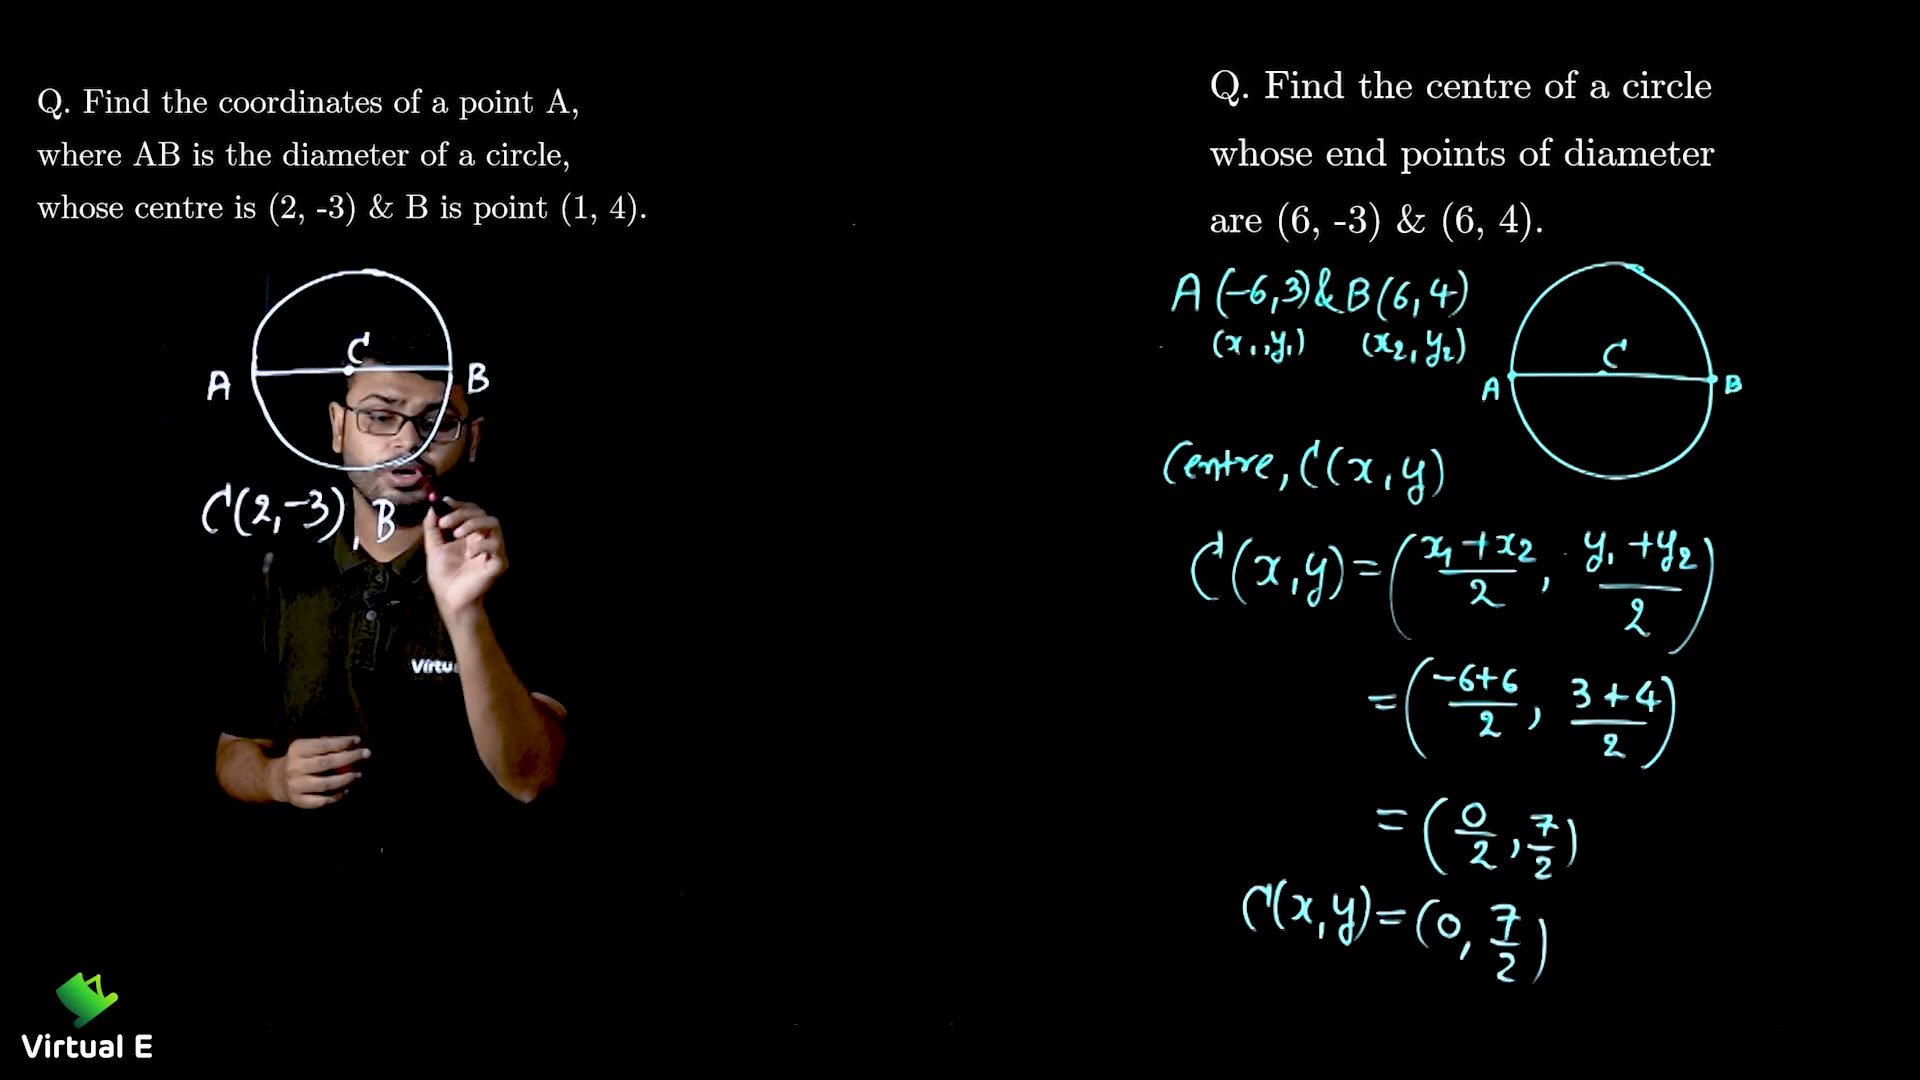 Q. Find the coordinates of a point A,
where AB is the diameter of a circle,
whose centre is (2, -3) & B is point (1, 4).
C
A
B
C(2,-3), B
Virtu
Virtual E
Q. Find the centre of a circle
whose end points of diameter
are (6, -3) & (6, 4).
A (-6,3) & B (6, 4)
(x₁,y₁) (x₂, y₂)
C
A
B
Centre, C(x,y)
C(x,y) = ((x₁+x₂)/2, (y₁+y₂)/2)
= ((-6+6)/2, (3+4)/2)
= (0/2, 7/2)
C(x,y) = (0, 7/2)